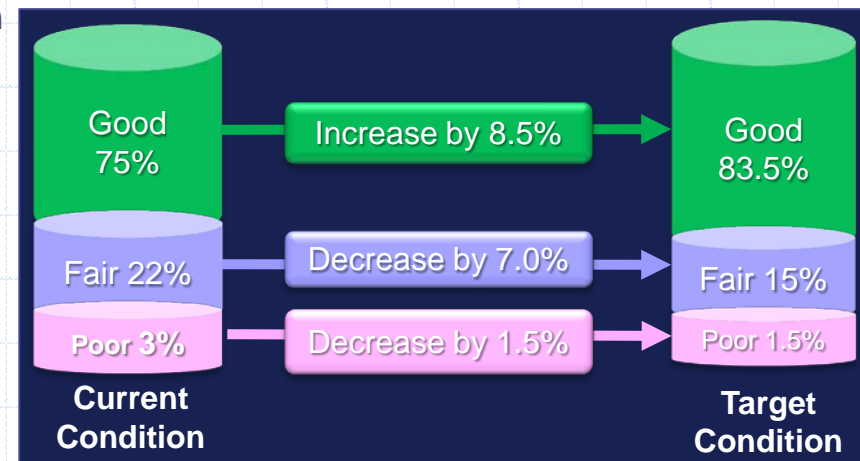 Good
75%
Increase by 8.5%
Good
83.5%
Fair 22%
Decrease by 7.0%
Fair 15%
Poor 3%
Decrease by 1.5%
Poor 1.5%
Current
Condition
Target
Condition